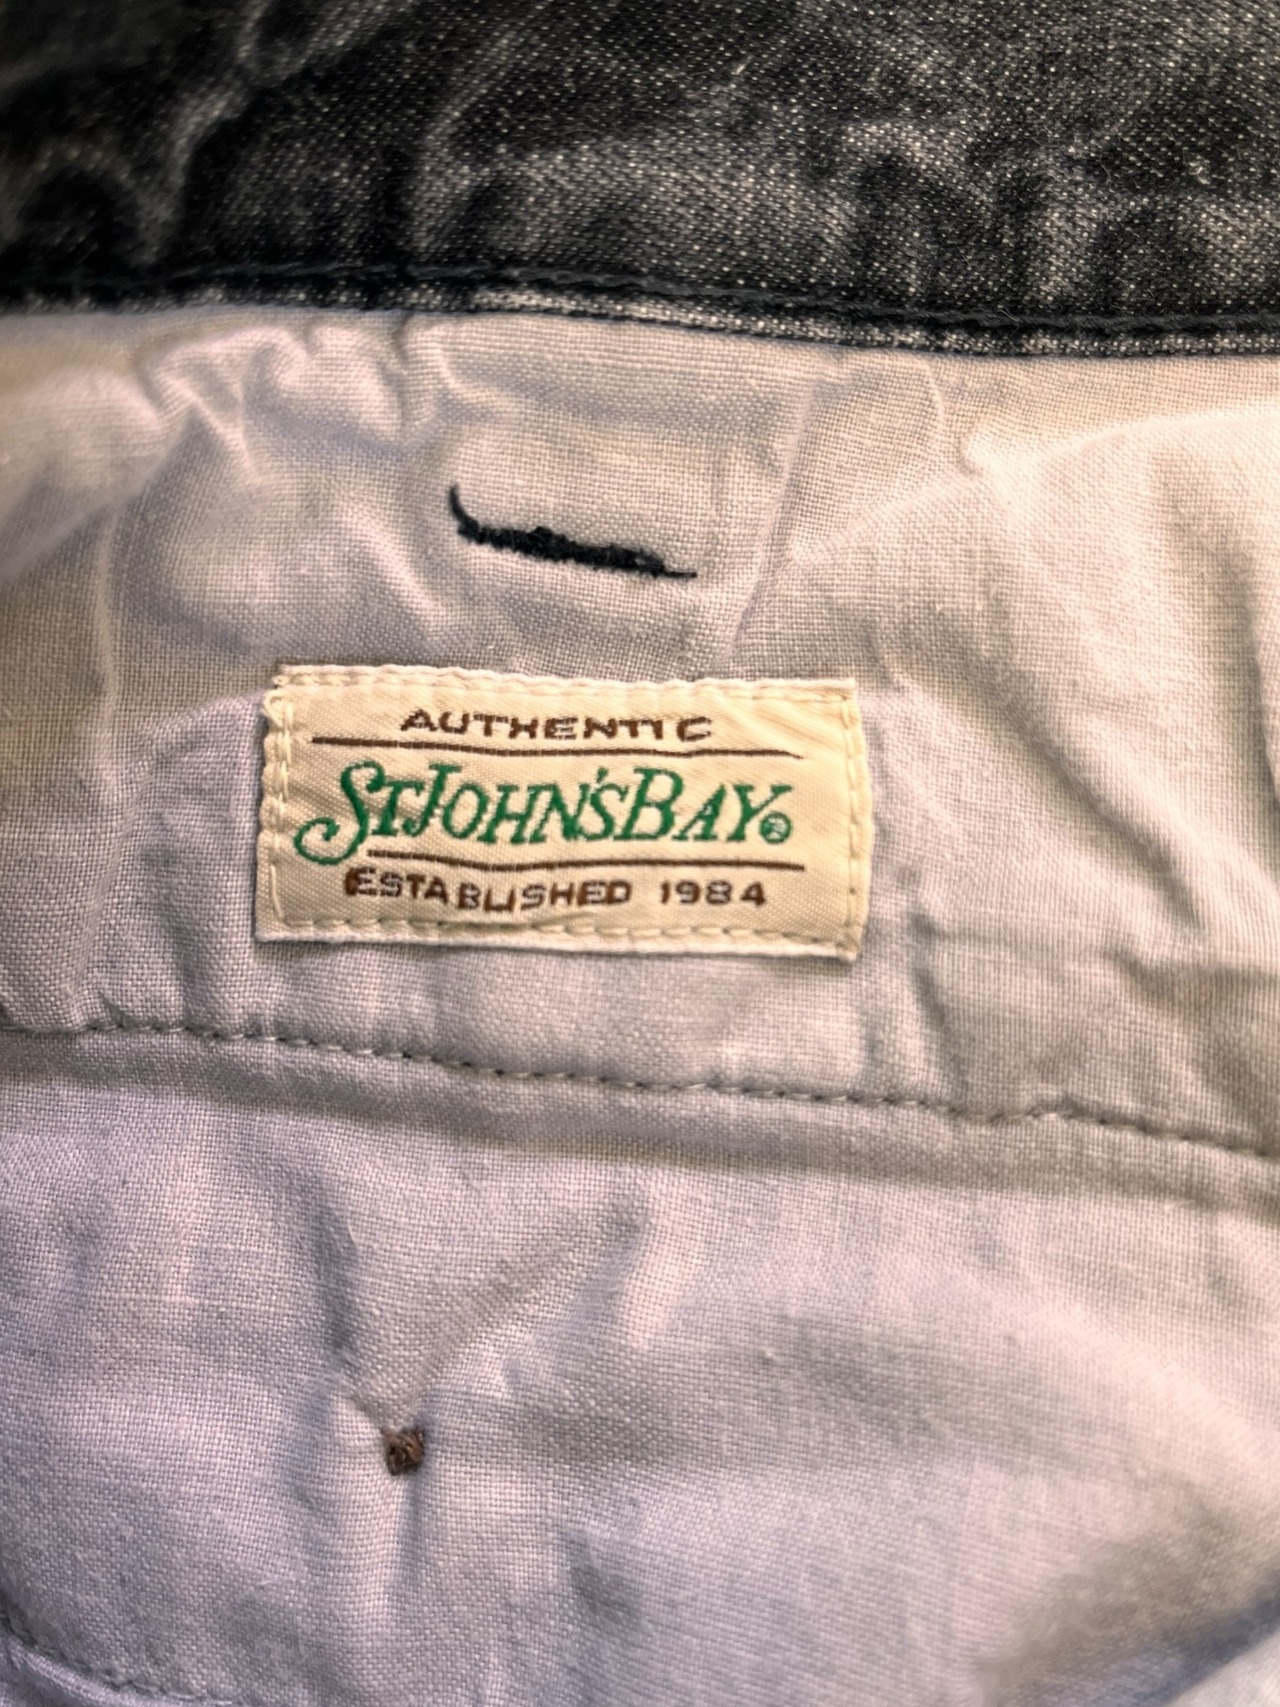 AUTHENTIC
ST JOHN'S BAY®
ESTABLISHED 1984